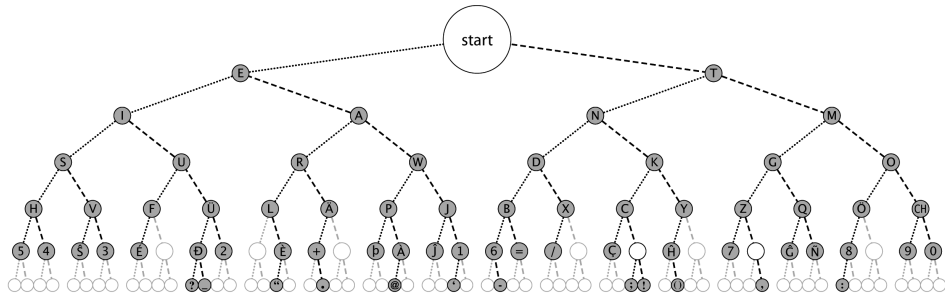 start
E T
I A N M
S U R W D K G O
H V F Ü L Ä P J B X C Y Z Q Ö CH
5 4 Ŝ 3 É Đ 2 È + Þ À Ĵ 1 6 = / Ç Ĥ 7 Ĝ Ñ 8 9 0
? _ “ . @ ' - ; ! () , :